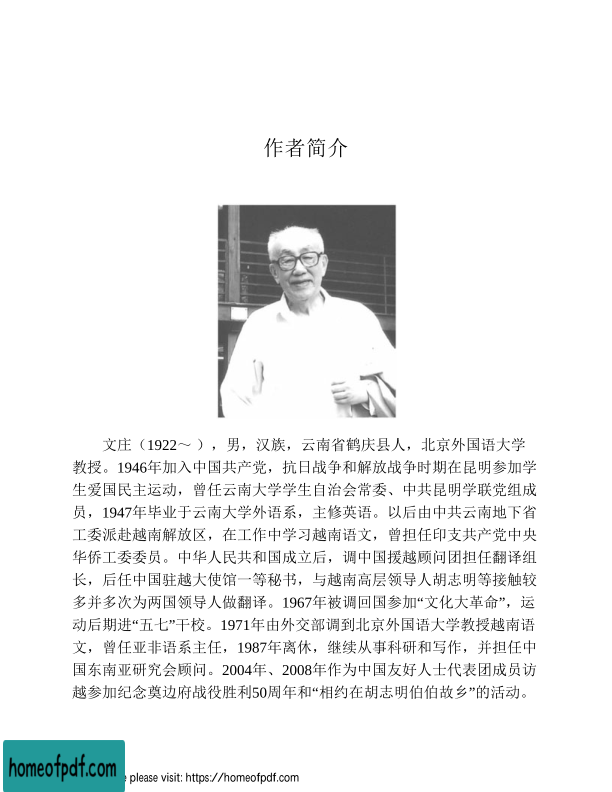 作者简介
文庄（1922～ ），男，汉族，云南省鹤庆县人，北京外国语大学
教授。1946年加入中国共产党，抗日战争和解放战争时期在昆明参加学
生爱国民主运动，曾任云南大学学生自治会常委、中共昆明学联党组成
员，1947年毕业于云南大学外语系，主修英语。以后由中共云南地下省
工委派赴越南解放区，在工作中学习越南语文，曾担任印支共产党中央
华侨工委委员。中华人民共和国成立后，调中国援越顾问团担任翻译组
长，后任中国驻越大使馆一等秘书，与越南高层领导人胡志明等接触较
多并多次为两国领导人做翻译。1967年被调回国参加“文化大革命”，运
动后期进“五七”干校。1971年由外交部调到北京外国语大学教授越南语
文，曾任亚非语系主任，1987年离休，继续从事科研和写作，并担任中
国东南亚研究会顾问。2004年、2008年作为中国友好人士代表团成员访
越参加纪念奠边府战役胜利50周年和“相约在胡志明伯伯故乡”的活动。
homeofpdf.com
please visit: https://homeofpdf.com